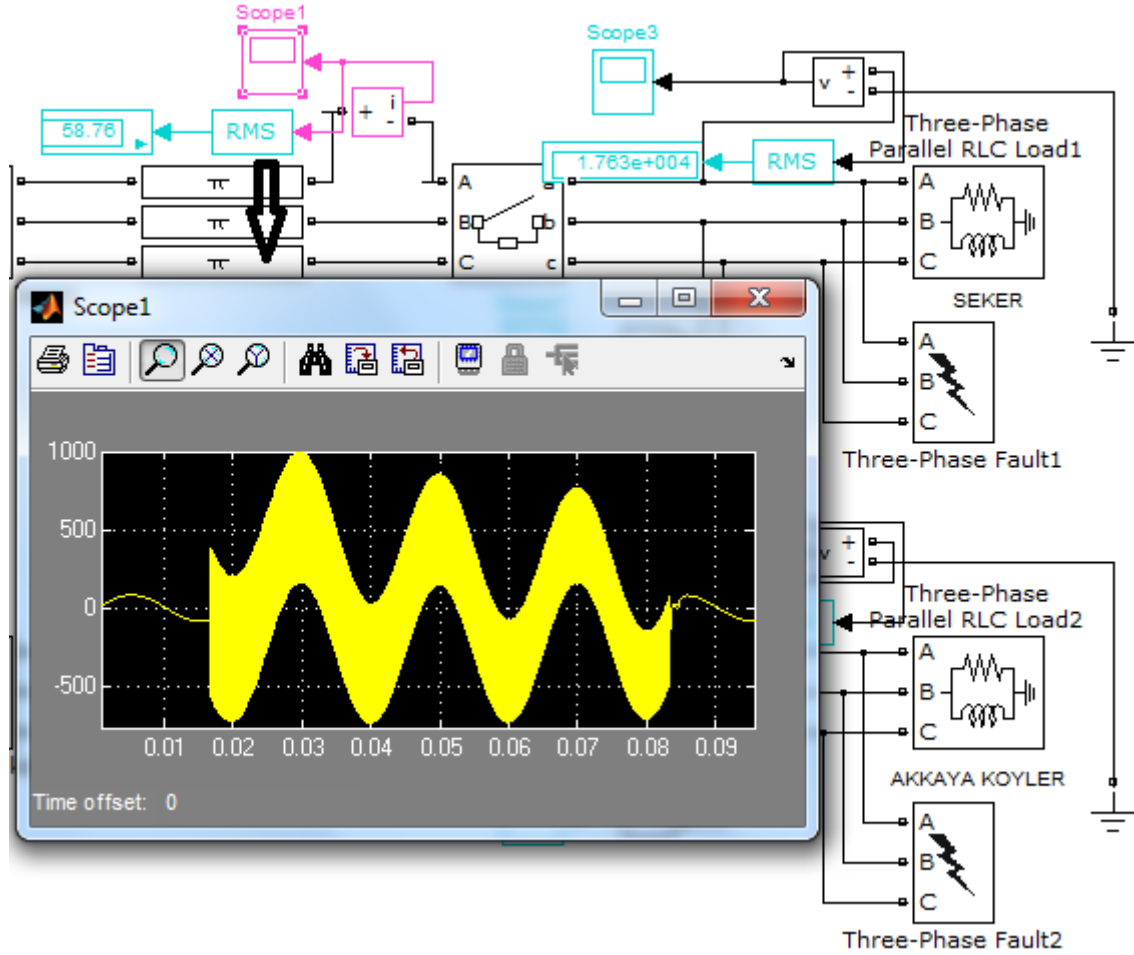 Scope1
Scope3
i
+
-
v
+
-
58.76
RMS
Three-Phase
Parallel RLC Load1
1.763e+004
RMS
π
A
a
A
π
B
b
B
π
C
c
C
SEKER
Scope1
A
B
C
Three-Phase Fault1
1000
500
0
-500
0.01 0.02 0.03 0.04 0.05 0.06 0.07 0.08 0.09
Time offset: 0
v
+
-
Three-Phase
Parallel RLC Load2
A
B
C
AKKAYA KOYLER
A
B
C
Three-Phase Fault2